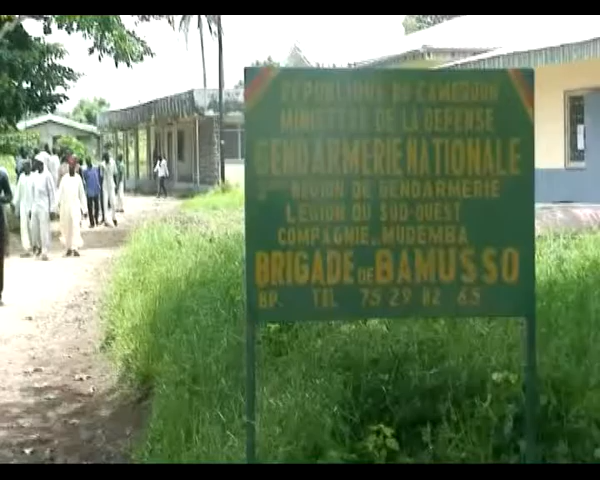 REPUBLIQUE DU CAMEROUN
MINISTERE DE LA DEFENSE
GENDARMERIE NATIONALE
REGION DE GENDARMERIE
LEGION DU SUD-OUEST
COMPAGNIE DE MUDEMBA
BRIGADE DE BAMUSSO
BP. TEL 75 29 82 65